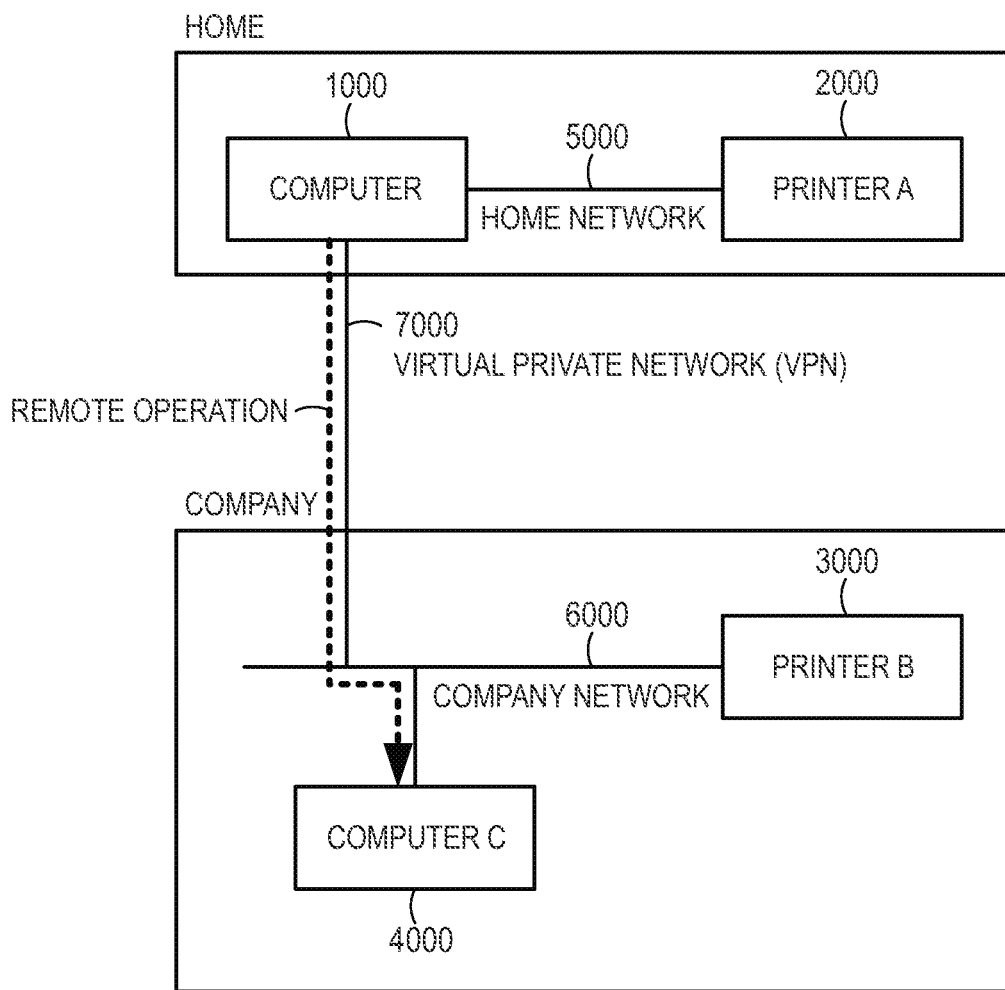 HOME
1000
2000
5000
COMPUTER
PRINTER A
HOME NETWORK
7000
VIRTUAL PRIVATE NETWORK (VPN)
REMOTE OPERATION
COMPANY
3000
6000
PRINTER B
COMPANY NETWORK
COMPUTER C
4000